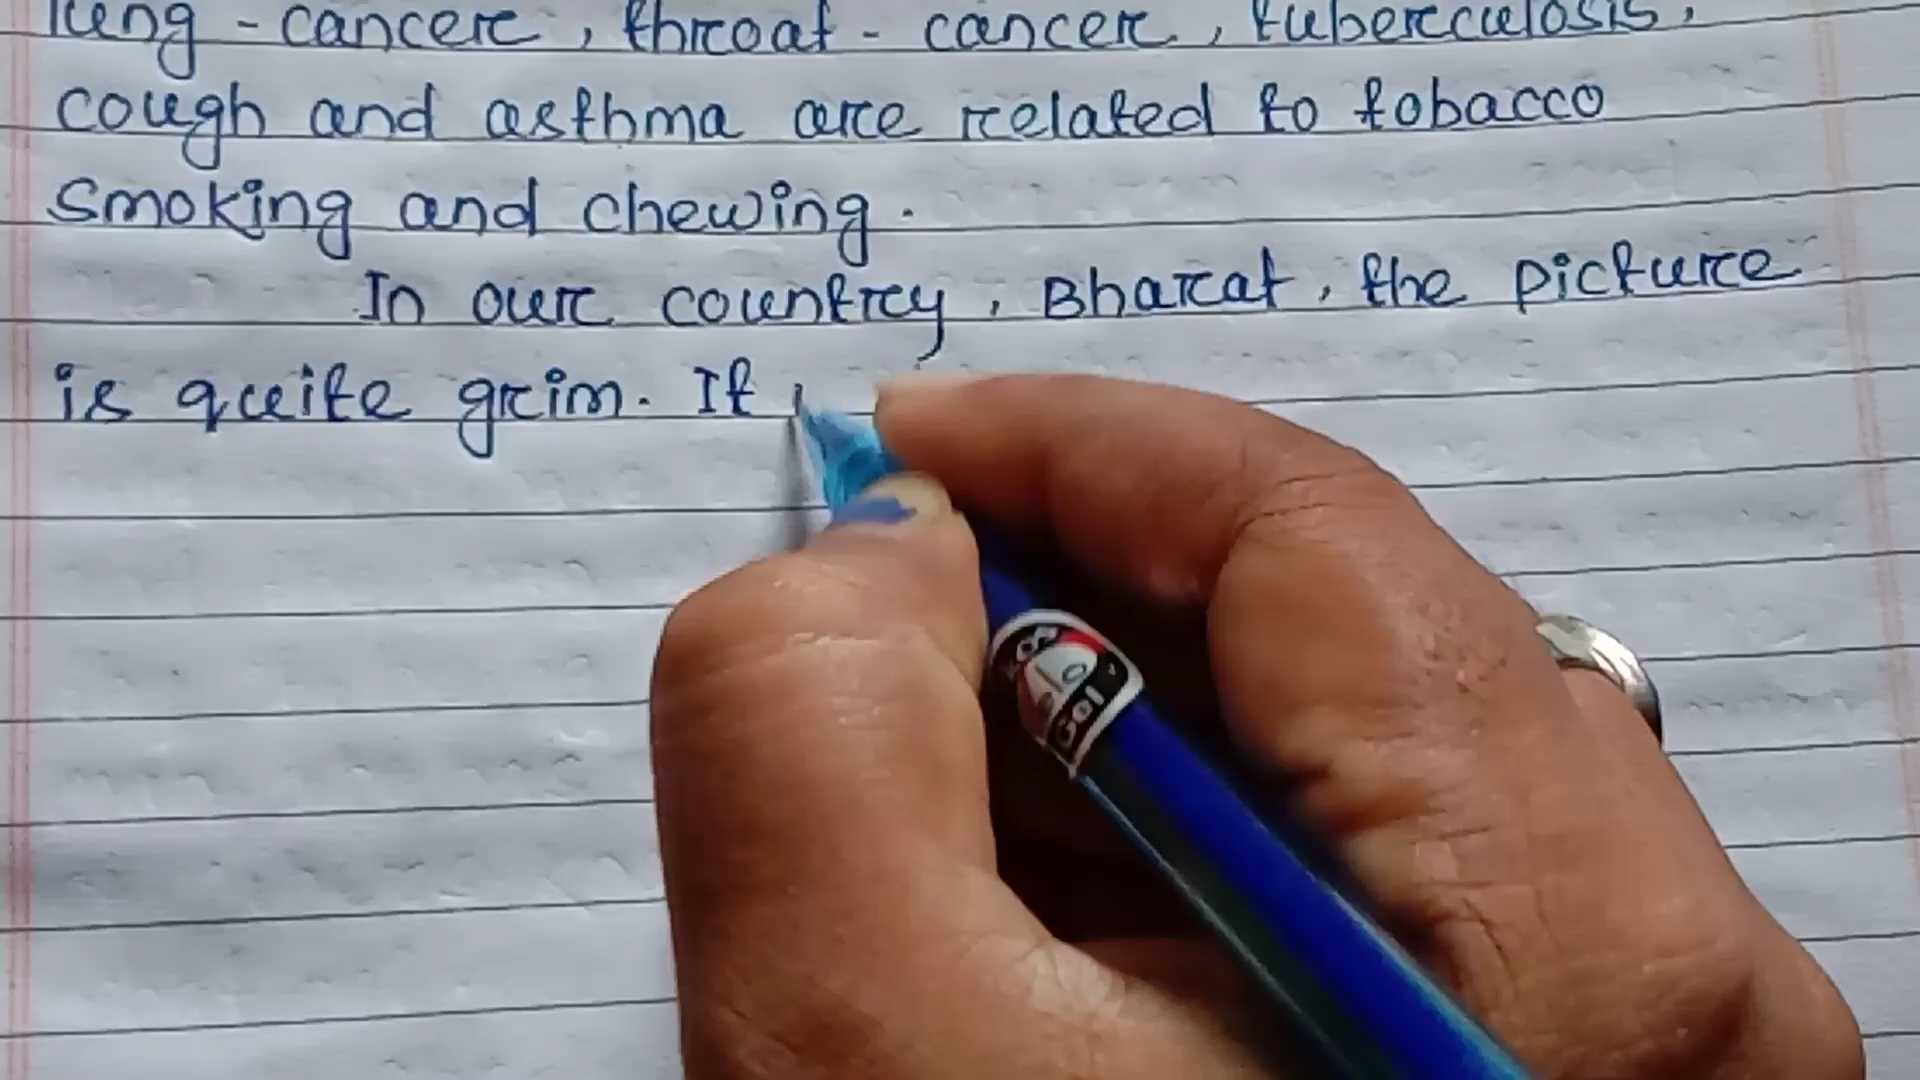 lung - cancer, throat - cancer, tuberculosis,
cough and asthma are related to tobacco
smoking and chewing.
In our country, Bharat, the picture
is quite grim. It
Gel